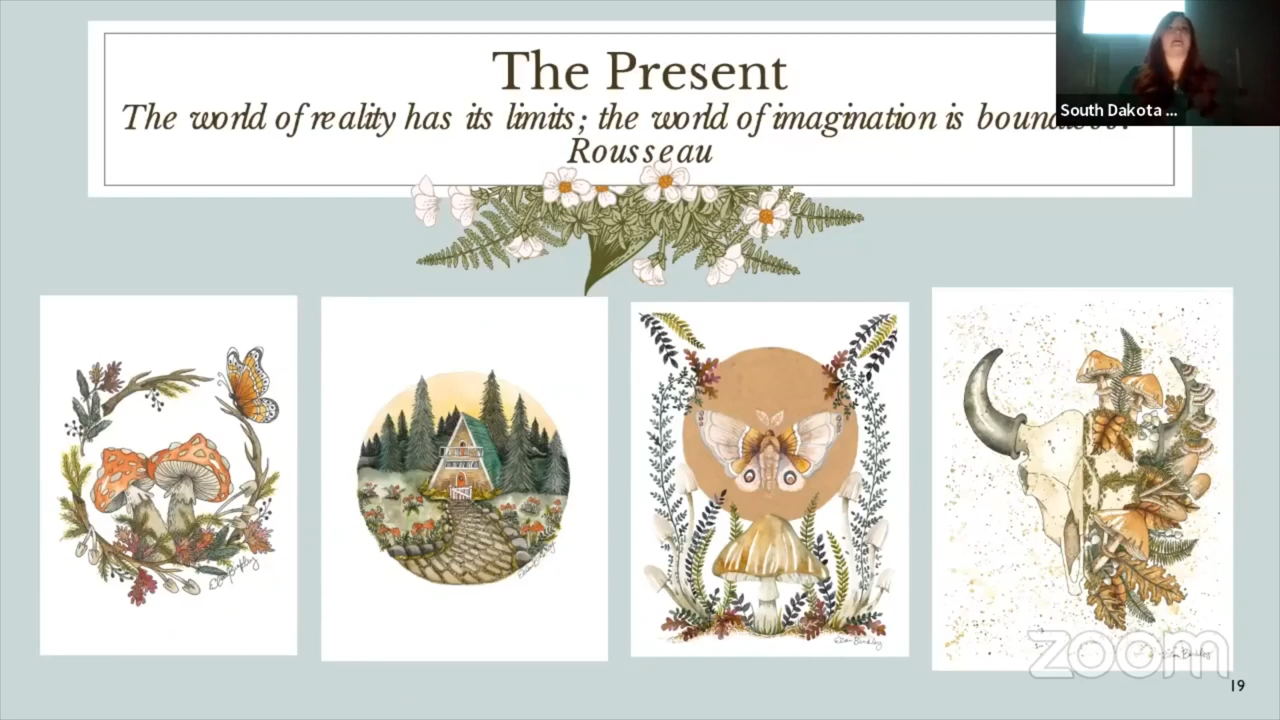 The Present
The world of reality has its limits; the world of imagination is
Rousseau
South Dakota ...
zoom
19